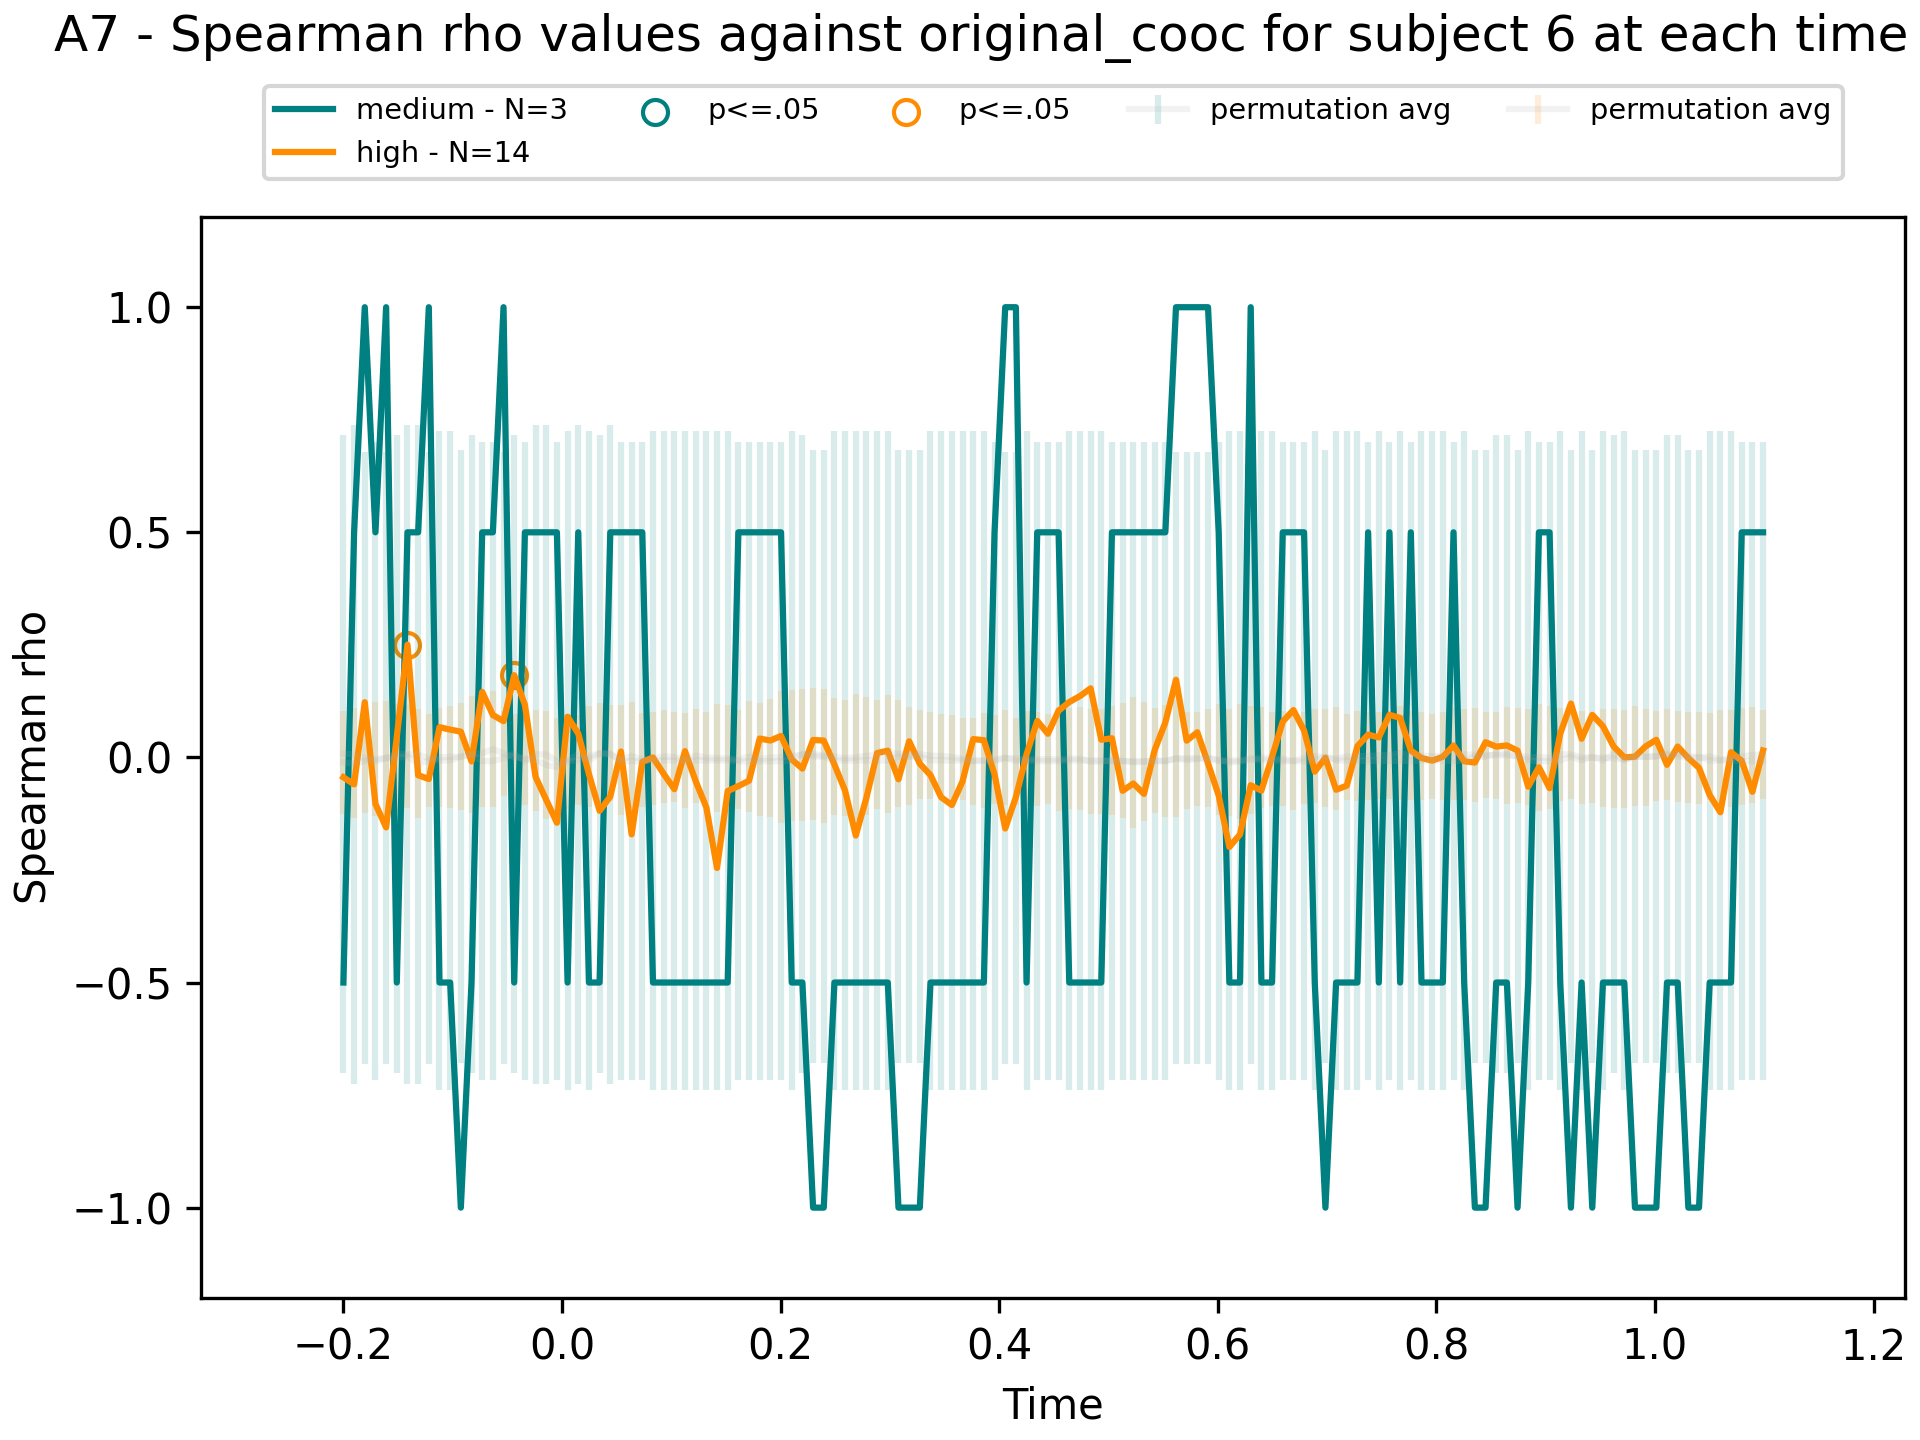 A7 - Spearman rho values against original_cooc for subject 6 at each time
medium - N=3
high - N=14
p<=.05
p<=.05
permutation avg
permutation avg
Spearman rho
1.0
0.5
0.0
−0.5
−1.0
−0.2
0.0
0.2
0.4
0.6
0.8
1.0
1.2
Time